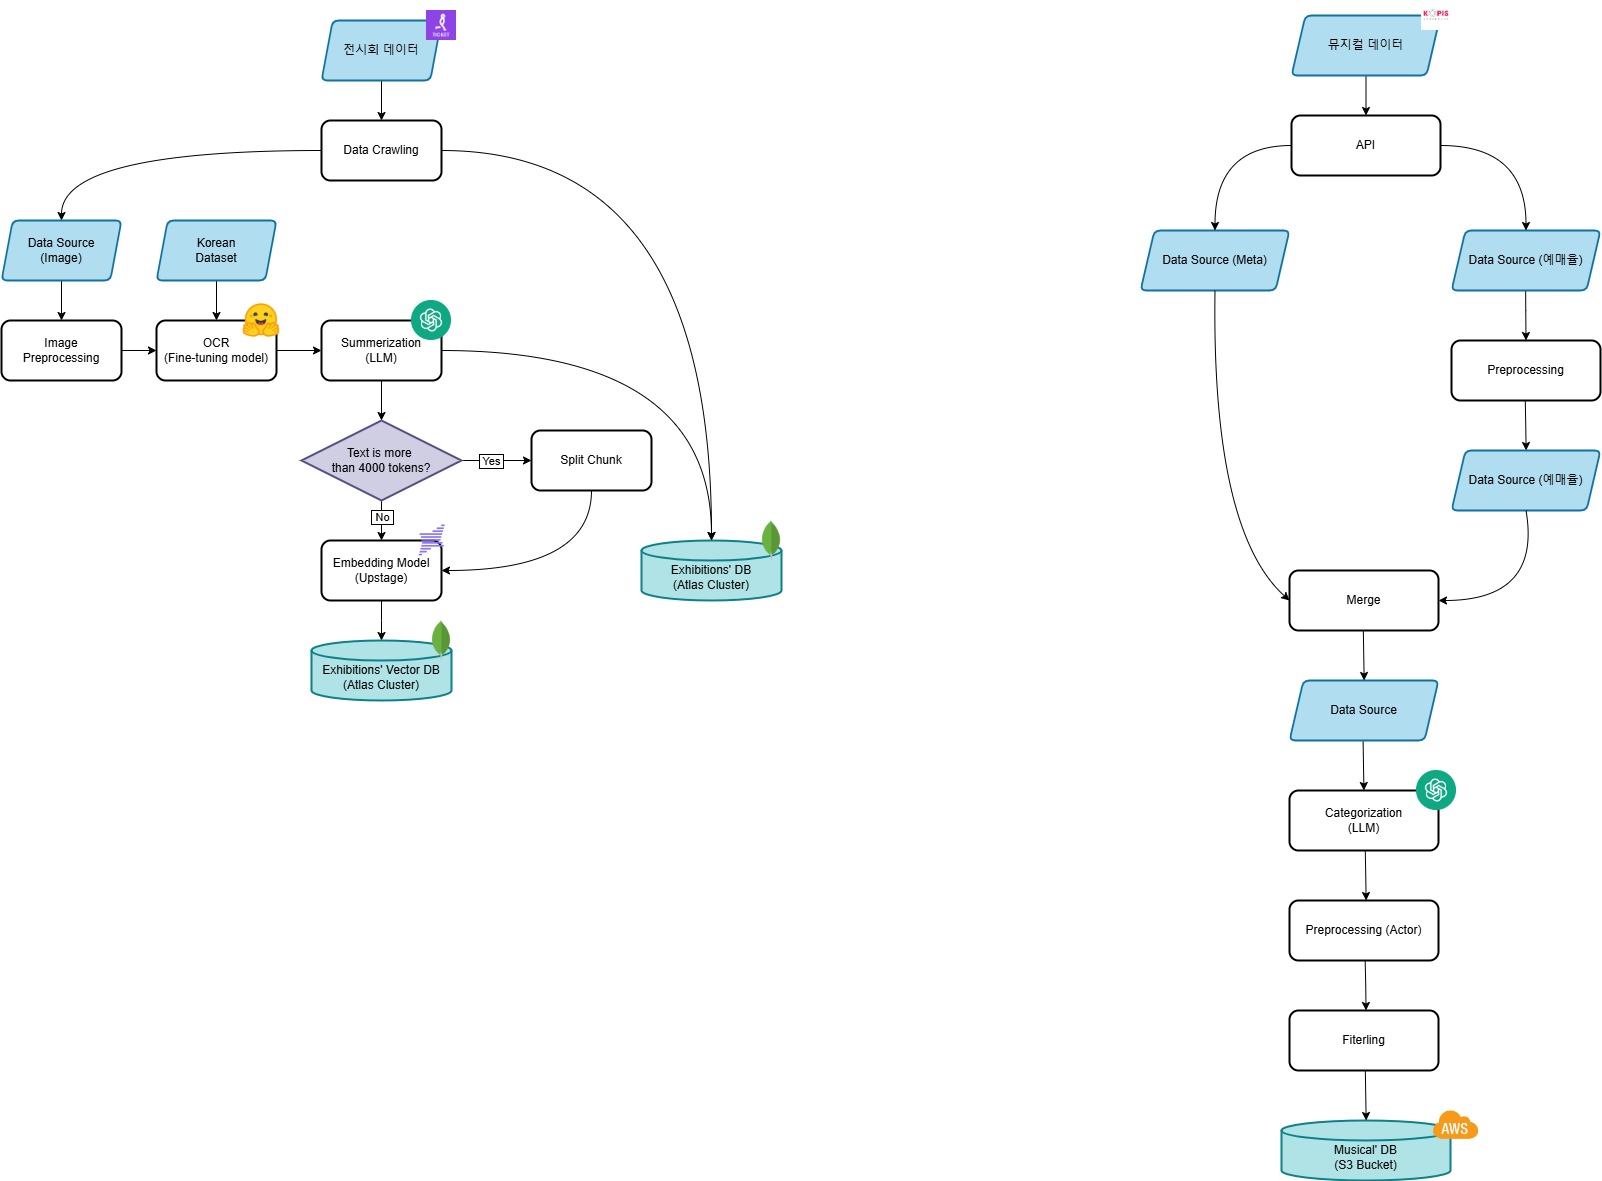 전시회 데이터
TICKET
Data Crawling
Data Source
(Image)
Korean
Dataset
Image
Preprocessing
OCR
(Fine-tuning model)
Summerization
(LLM)
Text is more
than 4000 tokens?
Yes
Split Chunk
No
Embedding Model
(Upstage)
Exhibitions' DB
(Atlas Cluster)
Exhibitions' Vector DB
(Atlas Cluster)
뮤지컬 데이터
KOPIS
API
Data Source (Meta)
Data Source (예매율)
Preprocessing
Data Source (예매율)
Merge
Data Source
Categorization
(LLM)
Preprocessing (Actor)
Fiterling
AWS
Musical' DB
(S3 Bucket)